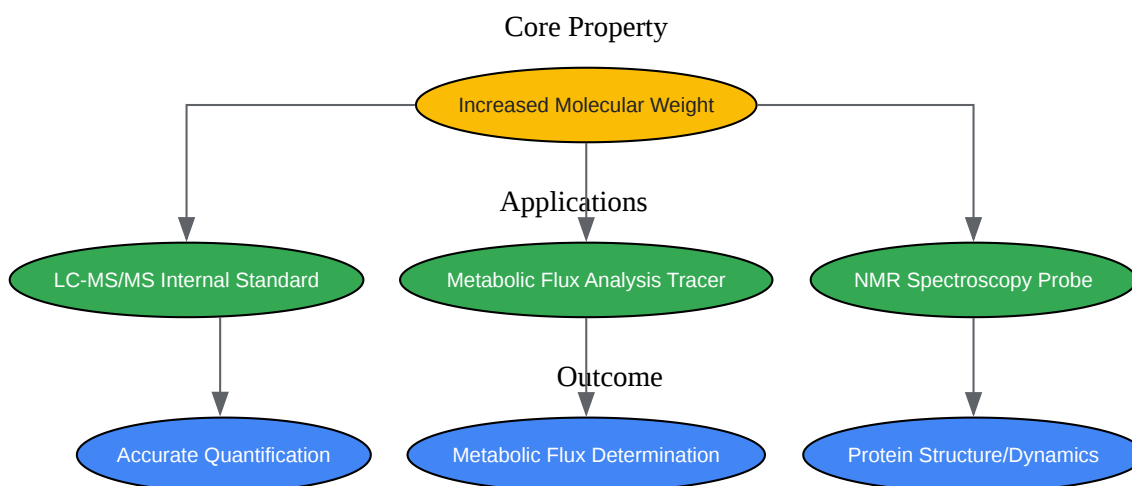 Core Property
Increased Molecular Weight
Applications
LC-MS/MS Internal Standard
Metabolic Flux Analysis Tracer
NMR Spectroscopy Probe
Outcome
Accurate Quantification
Metabolic Flux Determination
Protein Structure/Dynamics